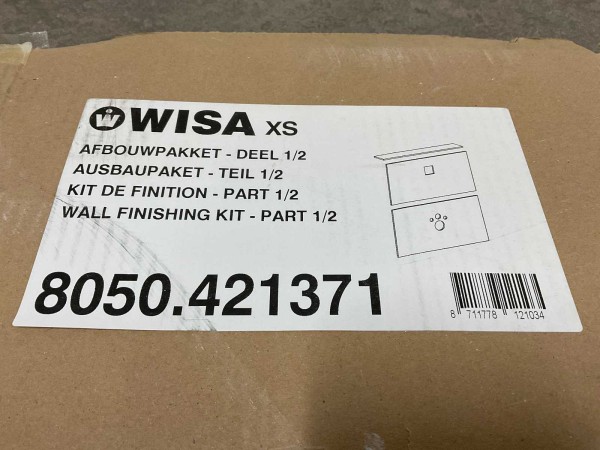 WISA XS
AFBOUWPAKKET - DEEL 1/2
AUSBAUPAKET - TEIL 1/2
KIT DE FINITION - PART 1/2
WALL FINISHING KIT - PART 1/2
8050.421371
8 711778 121034